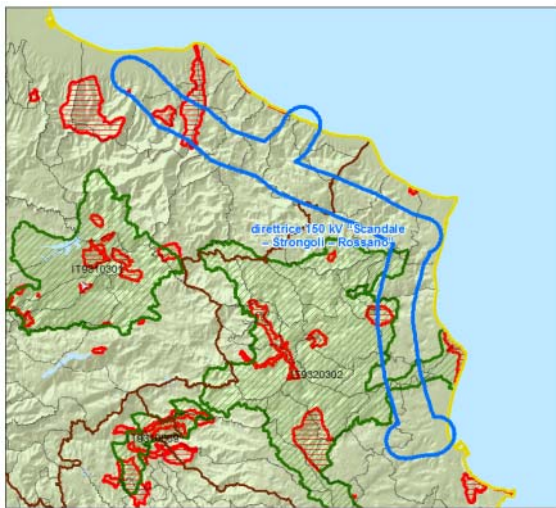 direttrice 150 kV "Scandale
– Strongoli – Rossano"
IT9310301
IT9320302